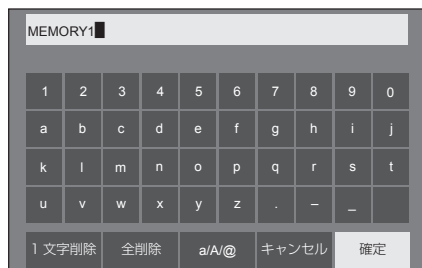 MEMORY1
1 2 3 4 5 6 7 8 9 0
a b c d e f g h i j
k l m n o p q r s t
u v w x y z . – _
1文字削除 全削除 a/A/@ キャンセル 確定